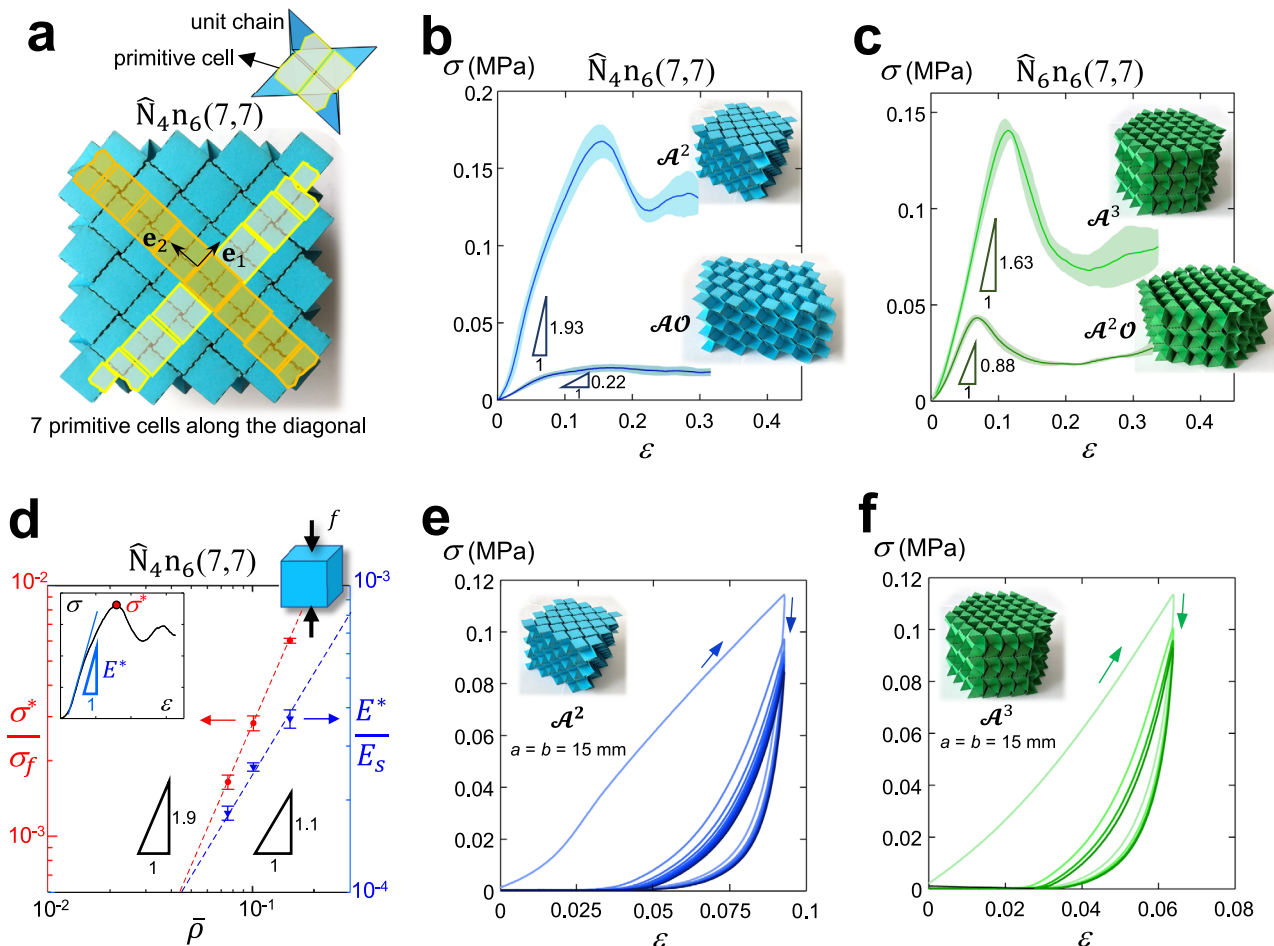 a
unit chain
primitive cell
N̂₄n₆(7,7)
e₂
e₁
7 primitive cells along the diagonal
b
σ (MPa)
N̂₄n₆(7,7)
0.2
0.15
0.1
0.05
0
𝒜²
𝒜𝒪
1.93
1
0.22
1
0
0.1
0.2
0.3
0.4
ε
c
σ (MPa)
N̂₆n₆(7,7)
0.15
0.1
0.05
0
𝒜³
𝒜²𝒪
1.63
1
0.88
1
0
0.1
0.2
0.3
0.4
ε
d
N̂₄n₆(7,7)
f
10⁻²
10⁻³
10⁻³
10⁻⁴
σ
σ*
E*
1
ε
σ*
σf
E*
Es
1.9
1
1.1
1
10⁻²
10⁻¹
ρ̄
e
σ (MPa)
0.12
0.1
0.08
0.06
0.04
0.02
0
𝒜²
a = b = 15 mm
0
0.025
0.05
0.075
0.1
ε
f
σ (MPa)
0.12
0.1
0.08
0.06
0.04
0.02
0
𝒜³
a = b = 15 mm
0
0.02
0.04
0.06
0.08
ε